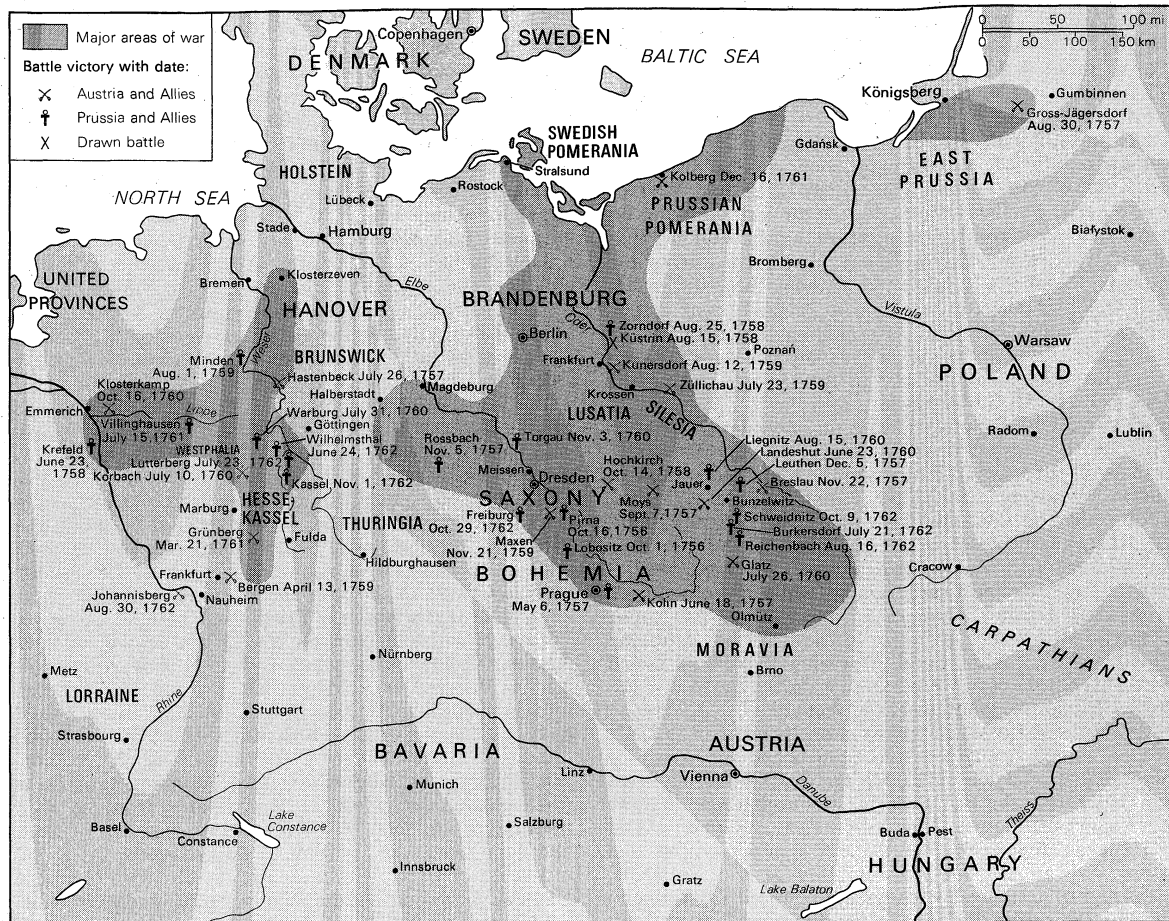 Major areas of war
Battle victory with date:
Austria and Allies
Prussia and Allies
Drawn battle
Copenhagen
SWEDEN
DENMARK
BALTIC SEA
0 50 100 mi
0 50 100 150 km
Königsberg
Gumbinnen
Gross-Jägersdorf
Aug. 30, 1757
EAST
PRUSSIA
Gdańsk
SWEDISH
POMERANIA
Stralsund
Kolberg Dec. 16, 1761
PRUSSIAN
POMERANIA
HOLSTEIN
Rostock
Lübeck
NORTH SEA
Stade
Hamburg
Białystok
Bromberg
UNITED
PROVINCES
Bremen
Klosterzeven
Elbe
HANOVER
BRANDENBURG
Oder
Berlin
Zorndorf Aug. 25, 1758
Küstrin Aug. 15, 1758
Vistula
Warsaw
POLAND
Poznań
Weser
Minden
Aug. 1, 1759
BRUNSWICK
Hastenbeck July 26, 1757
Halberstadt
Magdeburg
Frankfurt
Kunersdorf Aug. 12, 1759
Krossen
Züllichau July 23, 1759
Klosterkamp
Oct. 16, 1760
Emmerich
Lippe
Warburg July 31, 1760
Göttingen
Villinghausen
July 15, 1761
LUSATIA
SILESIA
Radom
Lublin
Krefeld
June 23,
1758
WESTPHALIA
Wilhelmsthal
June 24, 1762
Lutterberg July 23, 1762
Korbach July 10, 1760
Kassel Nov. 1, 1762
Rossbach
Nov. 5, 1757
Torgau Nov. 3, 1760
Meissen
Dresden
Hochkirch
Oct. 14, 1758
Liegnitz Aug. 15, 1760
Landeshut June 23, 1760
Leuthen Dec. 5, 1757
Jauer
Breslau Nov. 22, 1757
SAXONY
Moys
Sept. 7, 1757
Bunzelwitz
HESSE-
KASSEL
Marburg
THURINGIA
Freiburg
Oct. 29, 1762
Pirna
Oct 16, 1756
Schweidnitz Oct. 9, 1762
Burkersdorf July 21, 1762
Reichenbach Aug. 16, 1762
Grünberg
Mar. 21, 1761
Fulda
Maxen
Nov. 21, 1759
Lobositz Oct. 1, 1756
Hildburghausen
Glatz
July 26, 1760
Cracow
Frankfurt
Bergen April 13, 1759
BOHEMIA
Johannisberg
Aug. 30, 1762
Nauheim
Prague
May 6, 1757
Kolin June 18, 1757
Olmütz
CARPATHIANS
MORAVIA
Metz
Nürnberg
Brno
LORRAINE
Rhine
Stuttgart
Strasbourg
BAVARIA
AUSTRIA
Linz
Vienna
Danube
Theiss
Munich
Basel
Constance
Lake
Constance
Salzburg
Buda
Pest
HUNGARY
Innsbruck
Gratz
Lake Balaton